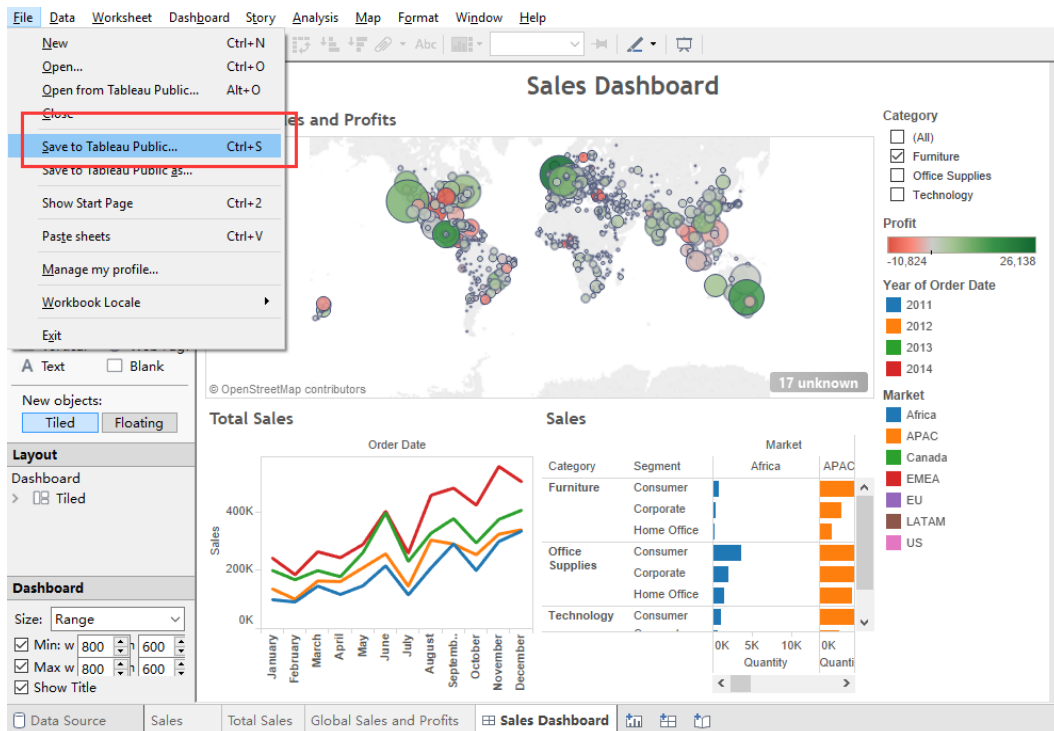 File Data Worksheet Dashboard Story Analysis Map Format Window Help
New Ctrl+N
Open... Ctrl+O
Open from Tableau Public... Alt+O
Close
Save to Tableau Public... Ctrl+S
Save to Tableau Public as...
Show Start Page Ctrl+2
Paste sheets Ctrl+V
Manage my profile...
Workbook Locale
Exit
Abc
A Text Blank
New objects:
Tiled Floating
Layout
Dashboard
Tiled
Dashboard
Size: Range
Min: w 800 h 600
Max w 800 h 600
Show Title
Sales Dashboard
and Profits
© OpenStreetMap contributors
17 unknown
Category
(All)
Furniture
Office Supplies
Technology
Profit
-10,824 26,138
Year of Order Date
2011
2012
2013
2014
Market
Africa
APAC
Canada
EMEA
EU
LATAM
US
Total Sales
Order Date
Sales
400K
200K
0K
January
February
March
April
May
June
July
August
Septemb..
October
November
December
Sales
Market
Category Segment Africa APAC
Furniture Consumer
Corporate
Home Office
Office Supplies Consumer
Corporate
Home Office
Technology Consumer
0K 5K 10K 0K
Quantity Quanti
Data Source Sales Total Sales Global Sales and Profits Sales Dashboard